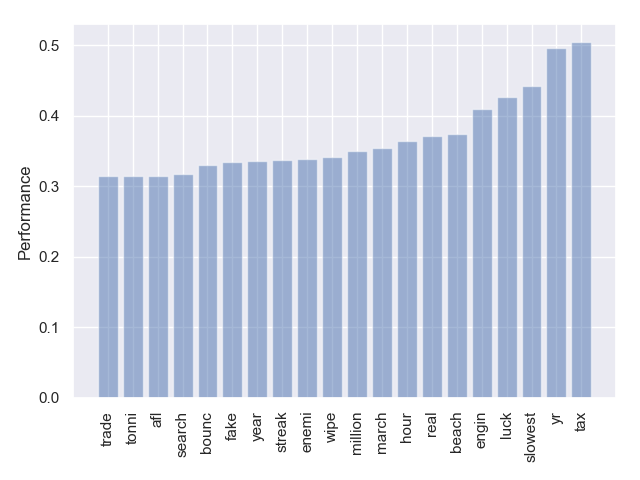 0.5
0.4
0.3
0.2
0.1
0.0
Performance
trade
tonni
afl
search
bounc
fake
year
streak
enemi
wipe
million
march
hour
real
beach
engin
luck
slowest
yr
tax